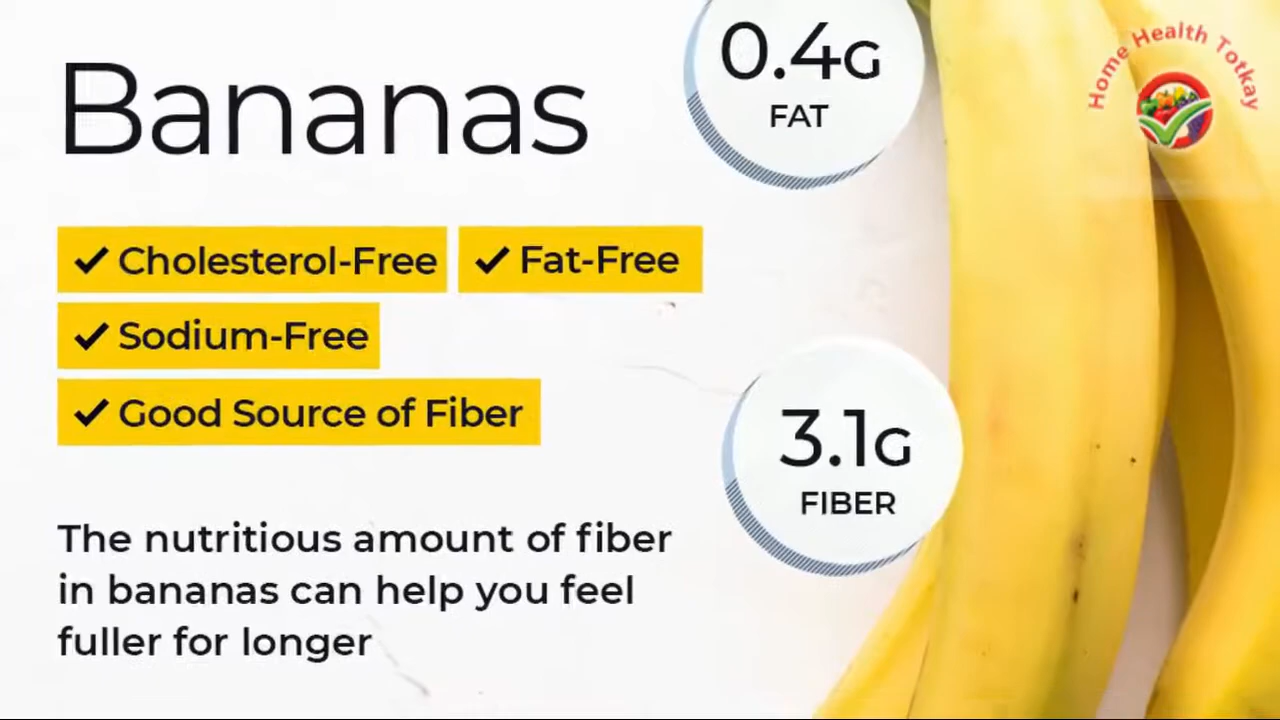 Bananas
✔ Cholesterol-Free ✔ Fat-Free
✔ Sodium-Free
✔ Good Source of Fiber
The nutritious amount of fiber
in bananas can help you feel
fuller for longer
0.4G
FAT
3.1G
FIBER
Home Health Totkay